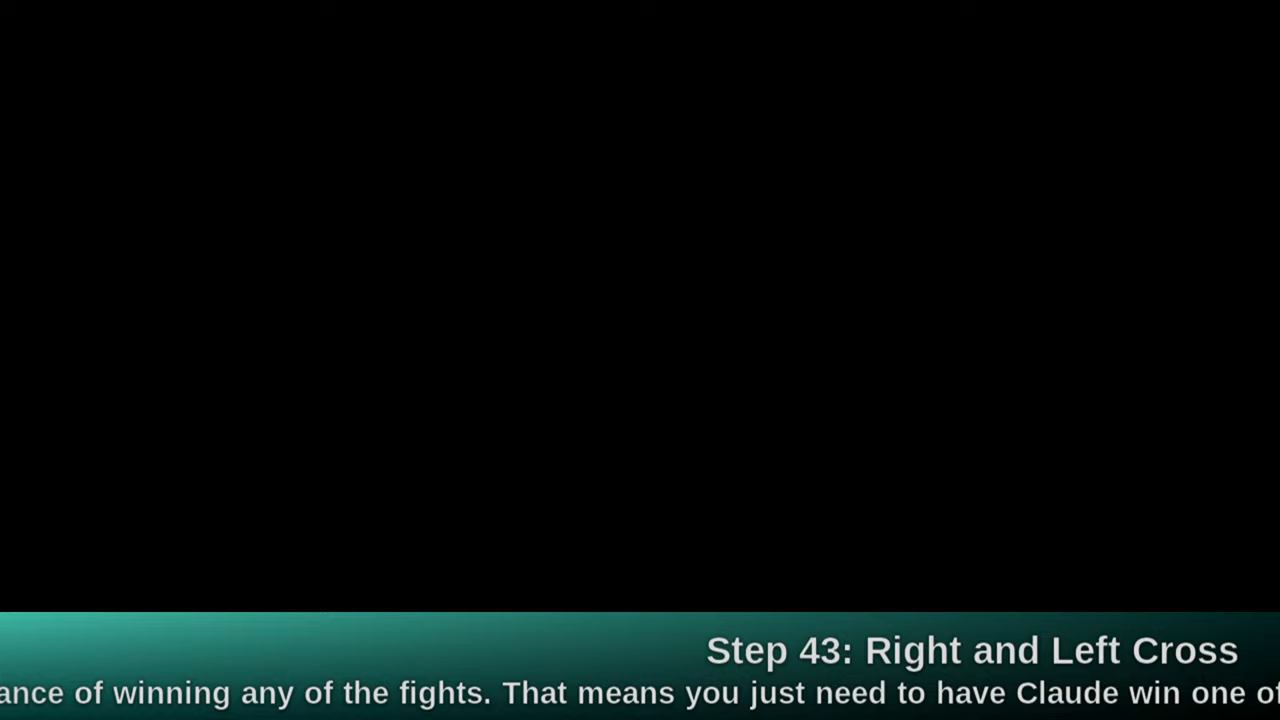 Step 43: Right and Left Cross
ance of winning any of the fights. That means you just need to have Claude win one of